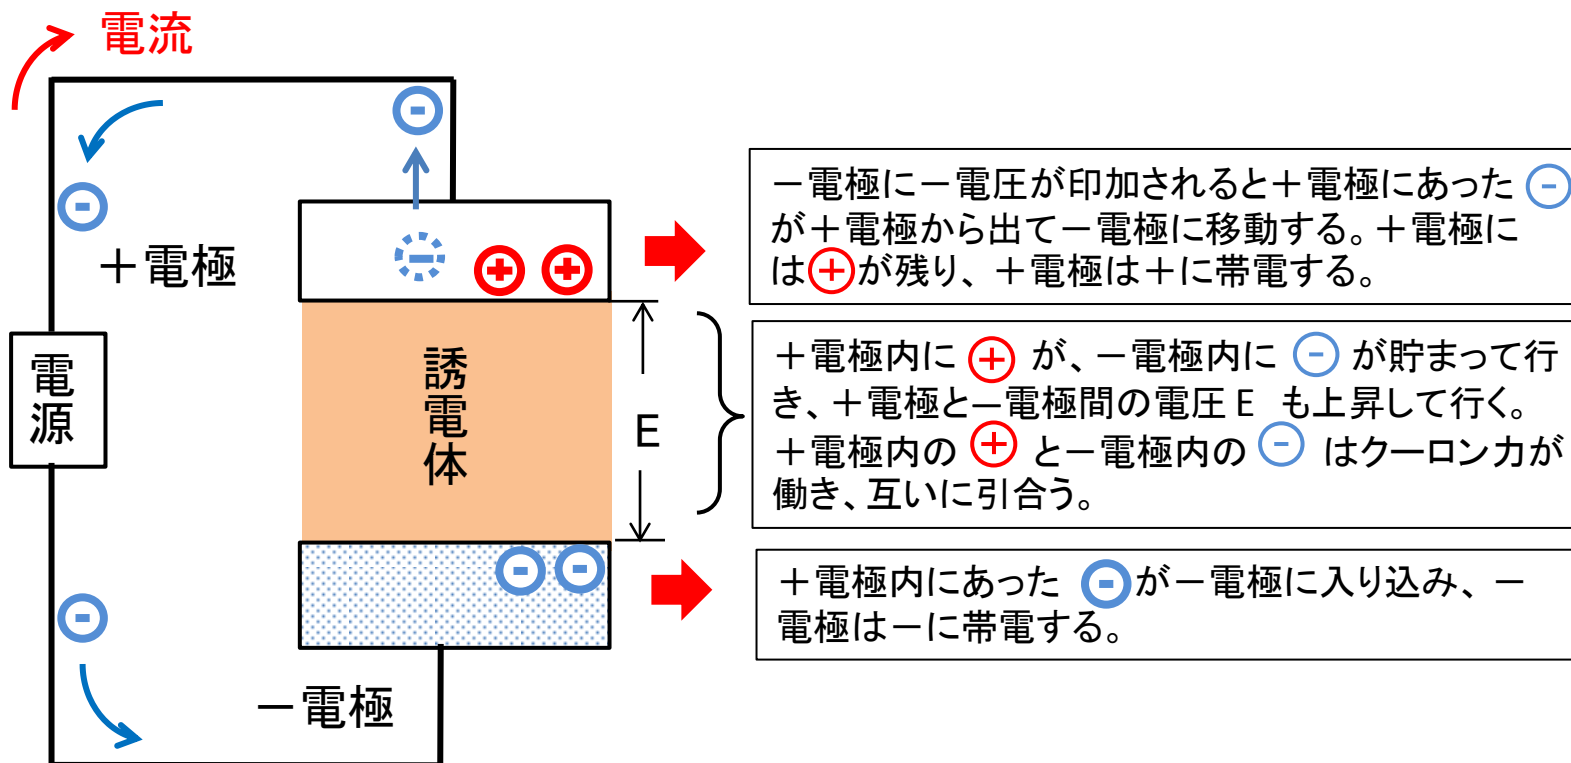 電流
＋電極
電源
誘電体
E
－電極
－電極に－電圧が印加されると＋電極にあった －
が＋電極から出て－電極に移動する。＋電極に
は＋が残り、＋電極は＋に帯電する。
＋電極内に ＋ が、－電極内に － が貯まって行
き、＋電極と―電極間の電圧 E も上昇して行く。
＋電極内の ＋ と－電極内の － はクーロン力が
働き、互いに引合う。
＋電極内にあった －が－電極に入り込み、－
電極は－に帯電する。